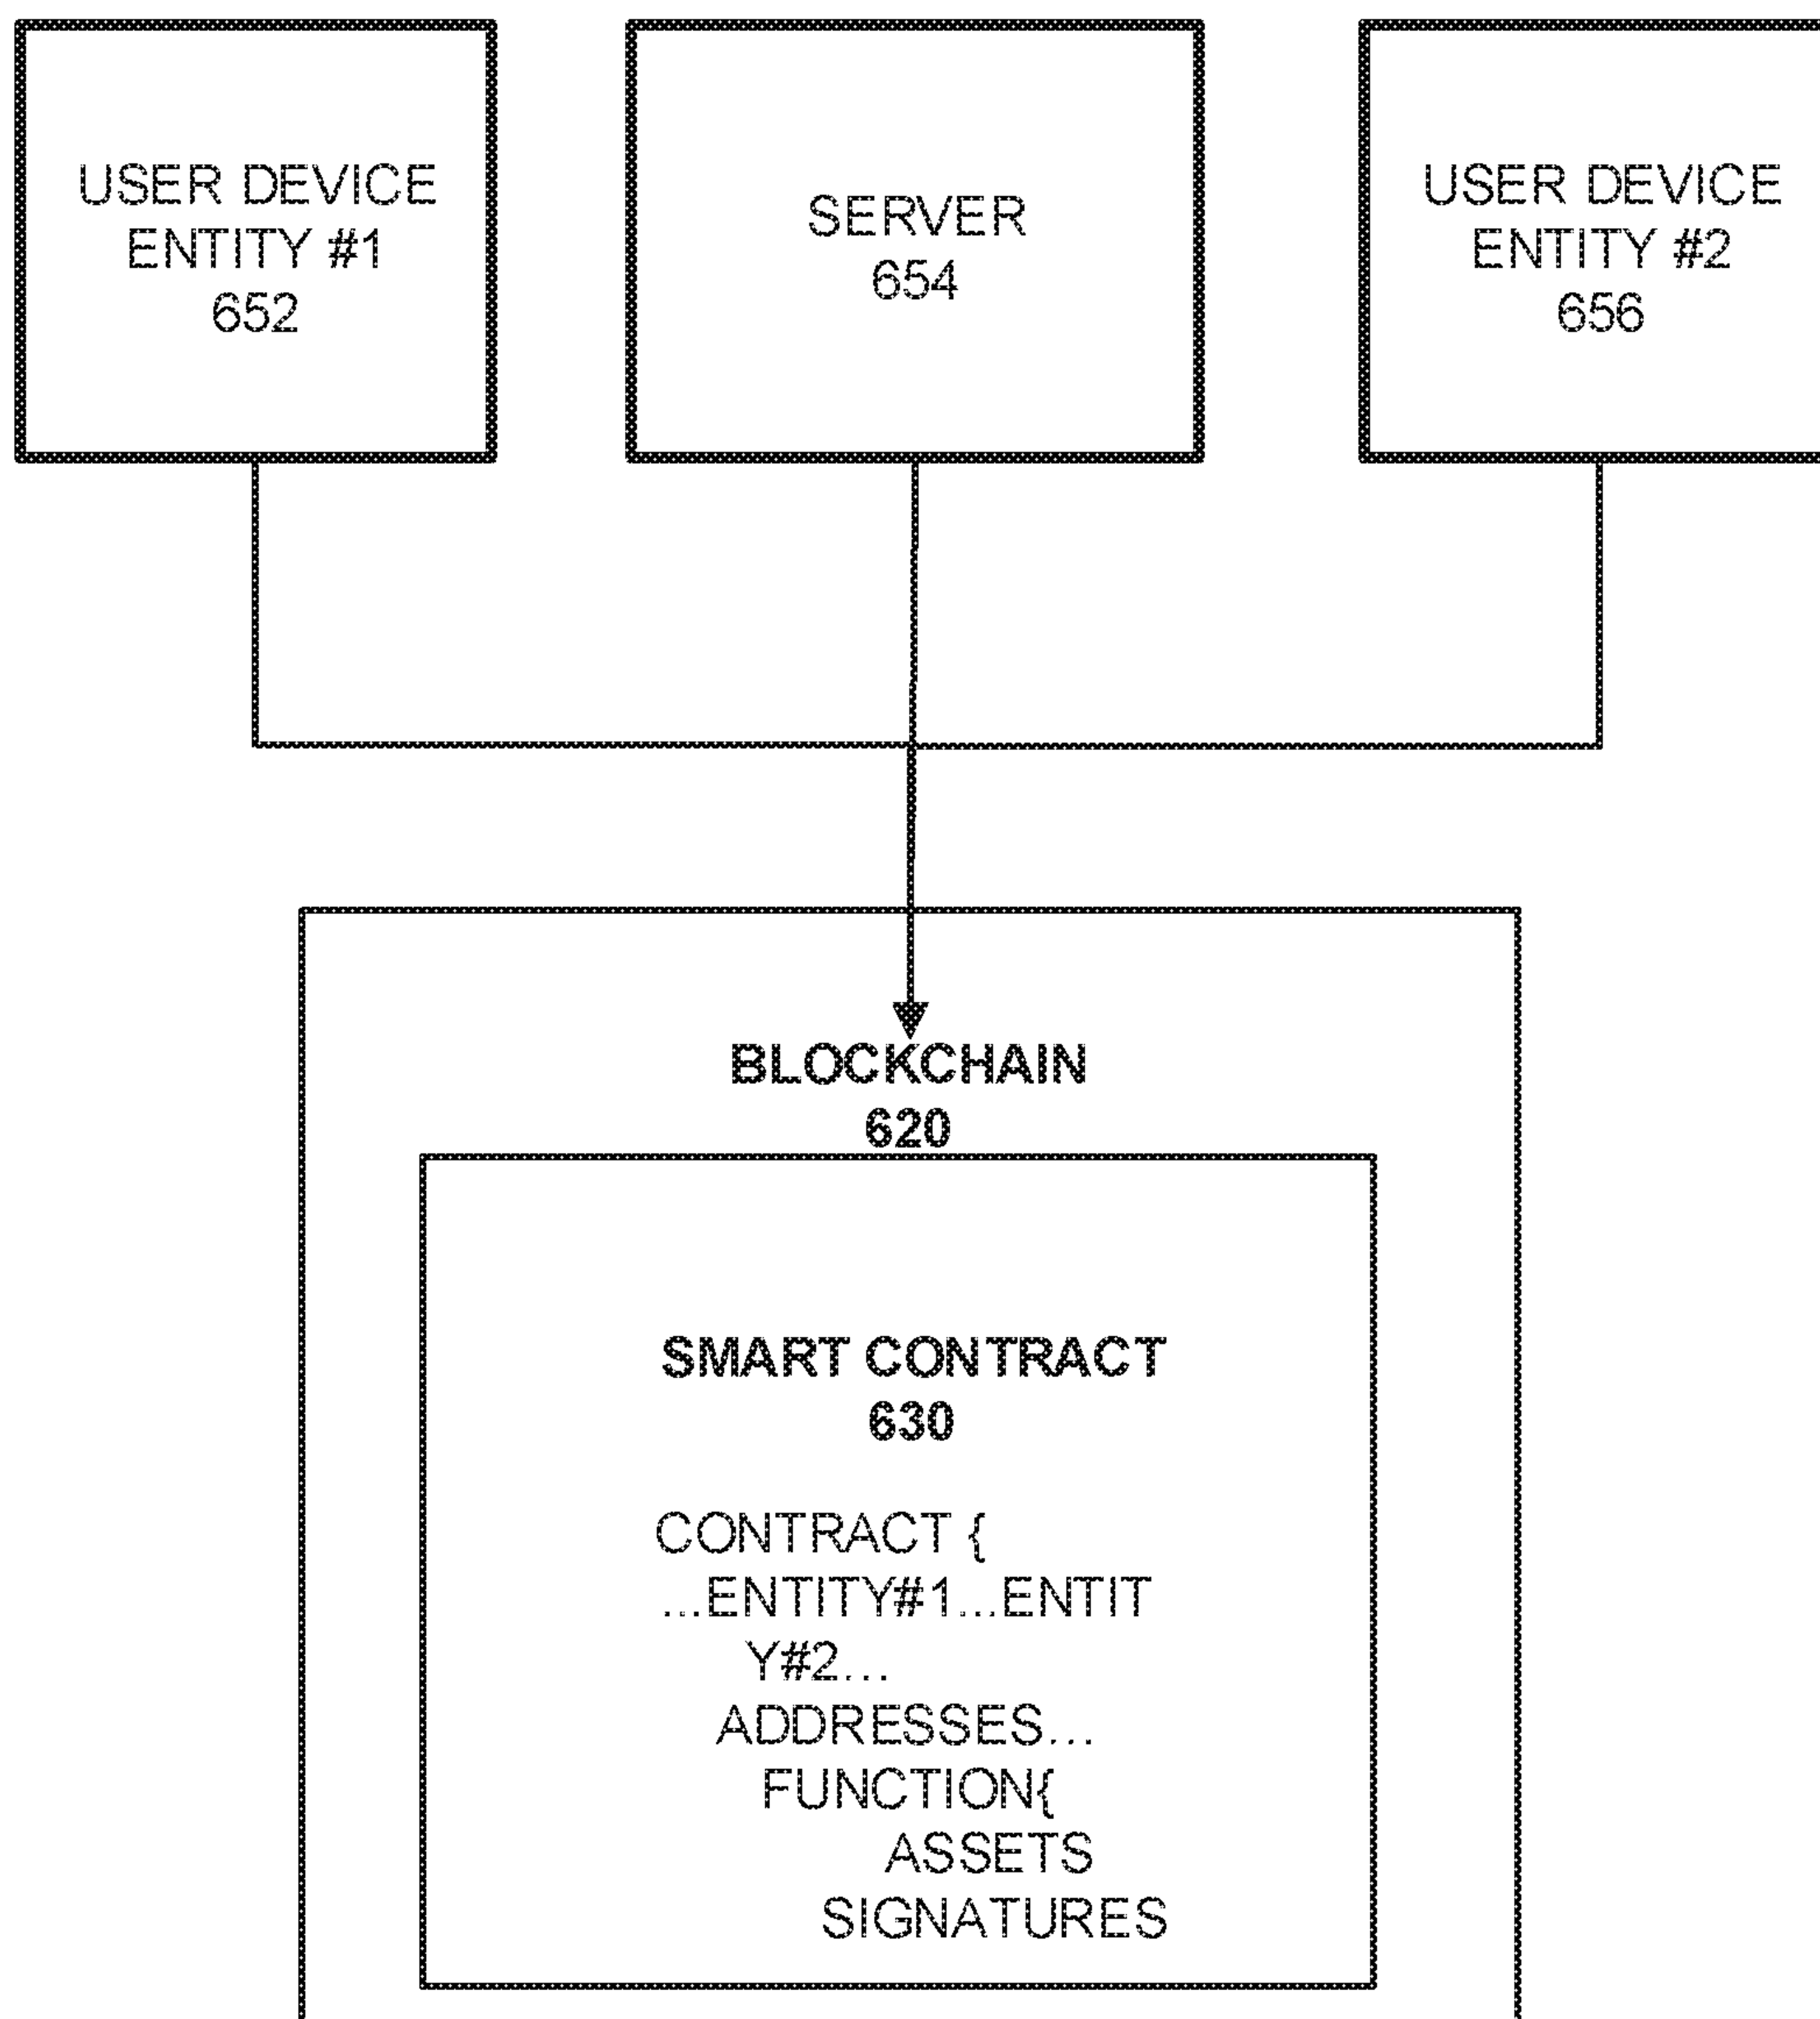 USER DEVICE
ENTITY #1
652
SERVER
654
USER DEVICE
ENTITY #2
656
BLOCKCHAIN
620
SMART CONTRACT
630
CONTRACT {
...ENTITY#1...ENTIT
Y#2...
ADDRESSES...
FUNCTION{
ASSETS
SIGNATURES